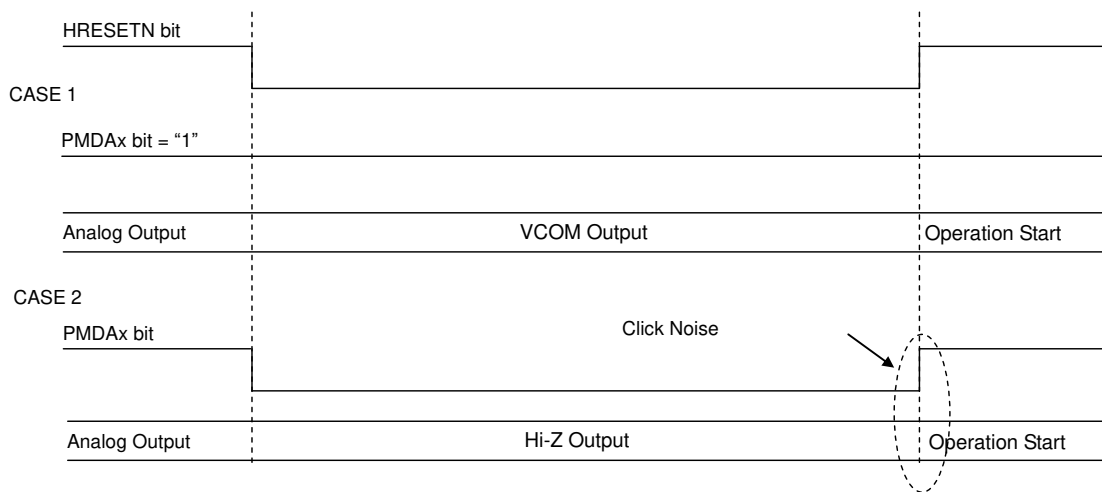 HRESETN bit
CASE 1
PMDAx bit = “1”
Analog Output VCOM Output Operation Start
CASE 2
PMDAx bit Click Noise
Analog Output Hi-Z Output Operation Start